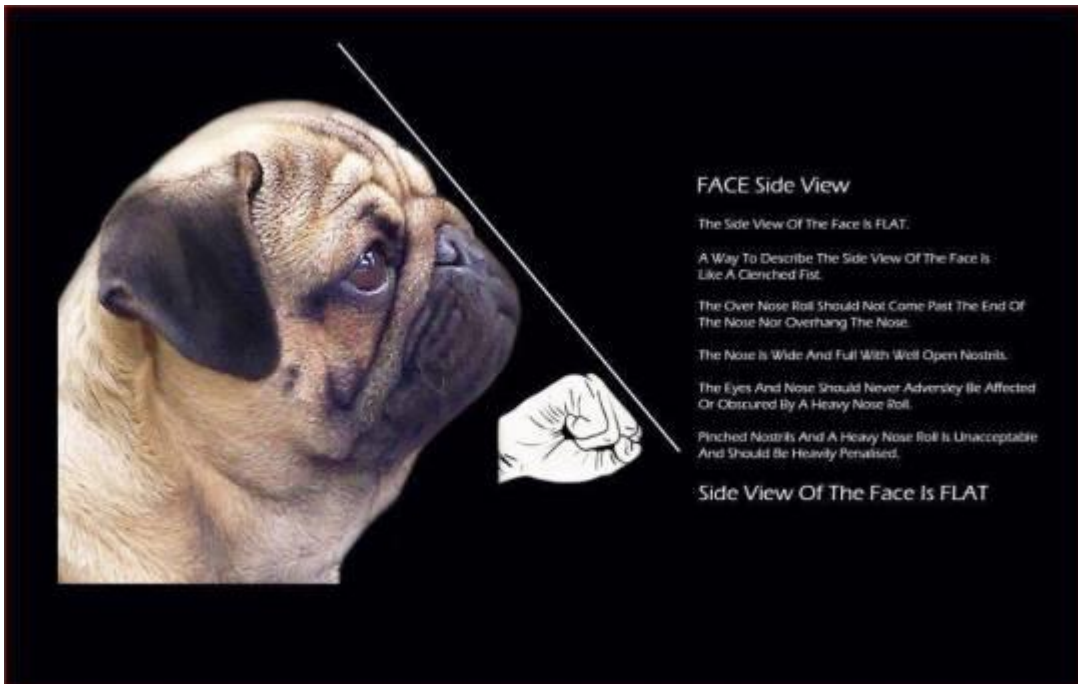 FACE Side View
The Side View Of The Face Is FLAT.
A Way To Describe The Side View Of The Face Is
Like A Clenched Fist.
The Over Nose Roll Should Not Come Past The End Of
The Nose Nor Overhang The Nose.
The Nose Is Wide And Full With Well Open Nostrils.
The Eyes And Nose Should Never Adversley Be Affected
Or Obscured By A Heavy Nose Roll.
Pinched Nostrils And A Heavy Nose Roll Is Unacceptable
And Should Be Heavily Penalised.
Side View Of The Face Is FLAT